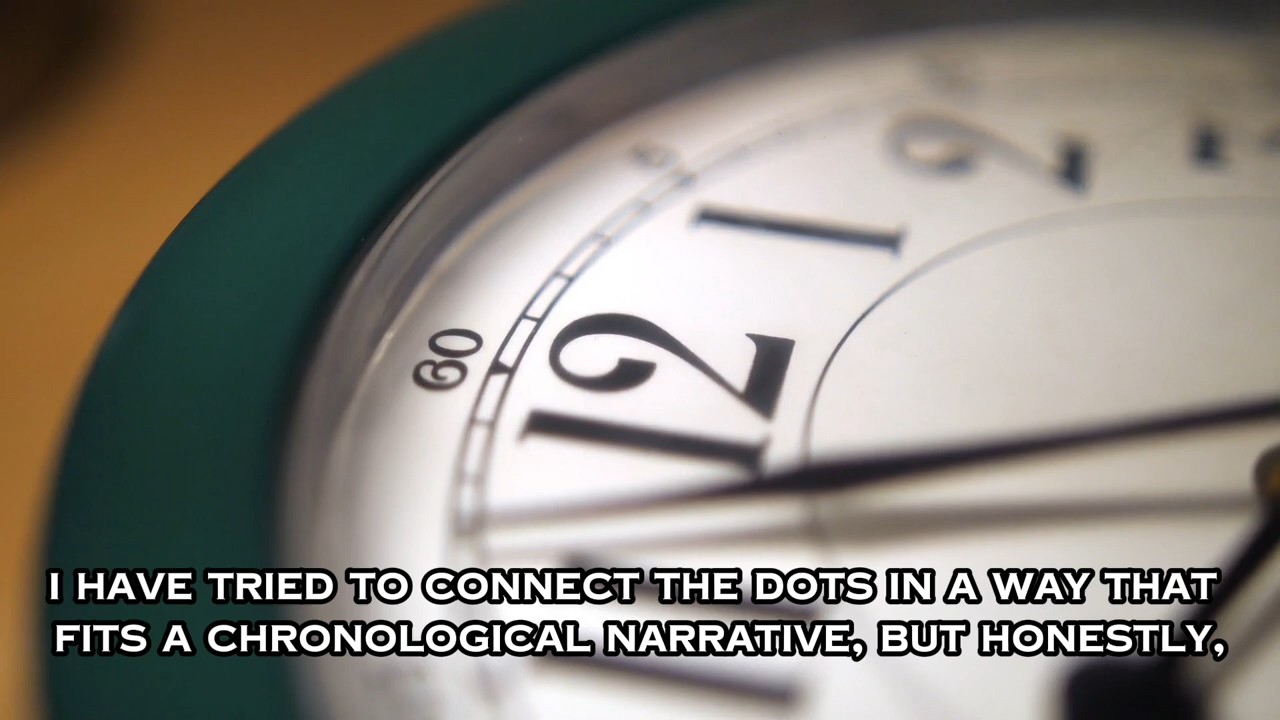 60
12
1
2
I HAVE TRIED TO CONNECT THE DOTS IN A WAY THAT
FITS A CHRONOLOGICAL NARRATIVE, BUT HONESTLY,